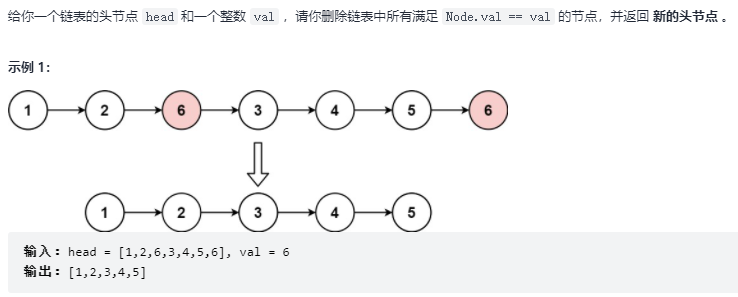 给你一个链表的头节点 head 和一个整数 val ，请你删除链表中所有满足 Node.val == val 的节点，并返回 新的头节点 。
示例 1：
1 2 6 3 4 5 6
1 2 3 4 5
输入：head = [1,2,6,3,4,5,6], val = 6
输出：[1,2,3,4,5]